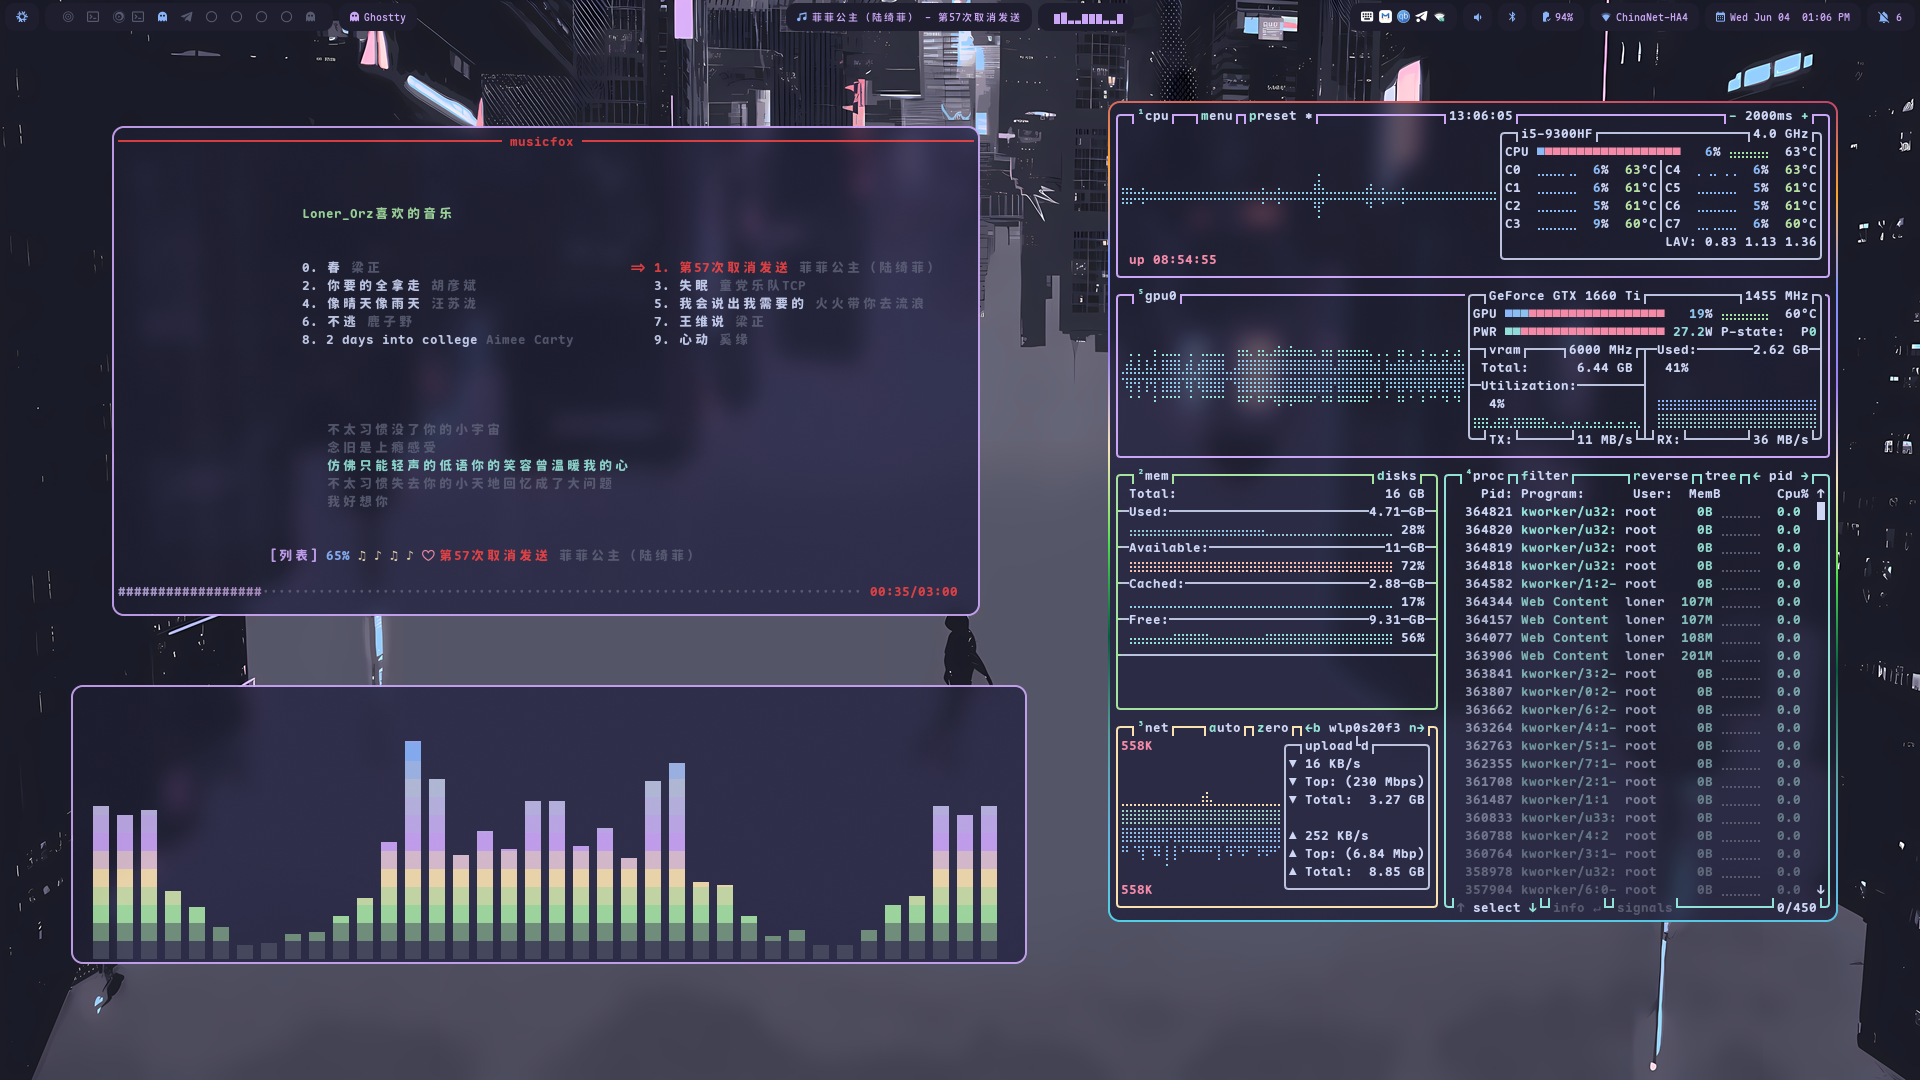 Ghostty
菲菲公主（陆绮菲） - 第57次取消发送
94%
ChinaNet-HA4
Wed Jun 04 01:06 PM
6
musicfox
Loner_Orz喜欢的音乐
0. 春 梁正
⇒ 1. 第57次取消发送 菲菲公主（陆绮菲）
2. 你要的全拿走 胡彦斌
3. 失眠 童党乐队TCP
4. 像晴天像雨天 汪苏泷
5. 我会说出我需要的 火火带你去流浪
6. 不逃 鹿子野
7. 王维说 梁正
8. 2 days into college Aimee Carty
9. 心动 奚缘
不太习惯没了你的小宇宙
念旧是上瘾感受
仿佛只能轻声的低语你的笑容曾温暖我的心
不太习惯失去你的小天地回忆成了大问题
我好想你
[列表] 65% ♫ ♪ ♫ ♪ ♡ 第57次取消发送 菲菲公主（陆绮菲）
################## 00:35/03:00
¹cpu menu preset * 13:06:05 - 2000ms +
i5-9300HF 4.0 GHz
CPU 6% 63°C
C0 6% 63°C C4 6% 63°C
C1 6% 61°C C5 5% 61°C
C2 5% 61°C C6 5% 61°C
C3 9% 60°C C7 6% 60°C
LAV: 0.83 1.13 1.36
up 08:54:55
⁵gpu0 GeForce GTX 1660 Ti 1455 MHz
GPU 19% 60°C
PWR 27.2W P-state: P0
vram 6000 MHz Used: 2.62 GB
Total: 6.44 GB 41%
Utilization:
4%
TX: 11 MB/s RX: 36 MB/s
²mem disks
Total: 16 GB
Used: 4.71 GB
28%
Available: 11 GB
72%
Cached: 2.88 GB
17%
Free: 9.31 GB
56%
³net auto zero ←b wlp0s20f3 n→
558K
upload d
▼ 16 KB/s
▼ Top: (230 Mbps)
▼ Total: 3.27 GB
▲ 252 KB/s
▲ Top: (6.84 Mbp)
▲ Total: 8.85 GB
558K
⁴proc filter reverse tree ← pid →
Pid: Program: User: MemB Cpu% ↑
364821 kworker/u32: root 0B 0.0
364820 kworker/u32: root 0B 0.0
364819 kworker/u32: root 0B 0.0
364818 kworker/u32: root 0B 0.0
364582 kworker/1:2- root 0B 0.0
364344 Web Content loner 107M 0.0
364157 Web Content loner 107M 0.0
364077 Web Content loner 108M 0.0
363906 Web Content loner 201M 0.0
363841 kworker/3:2- root 0B 0.0
363807 kworker/0:2- root 0B 0.0
363662 kworker/6:2- root 0B 0.0
363264 kworker/4:1- root 0B 0.0
362763 kworker/5:1- root 0B 0.0
362355 kworker/7:1- root 0B 0.0
361708 kworker/2:1- root 0B 0.0
361487 kworker/1:1 root 0B 0.0
360833 kworker/u33: root 0B 0.0
360788 kworker/4:2 root 0B 0.0
360764 kworker/3:1- root 0B 0.0
358978 kworker/u32: root 0B 0.0
357904 kworker/6:0- root 0B 0.0 ↓
↑ select ↓ info ↵ signals 0/450